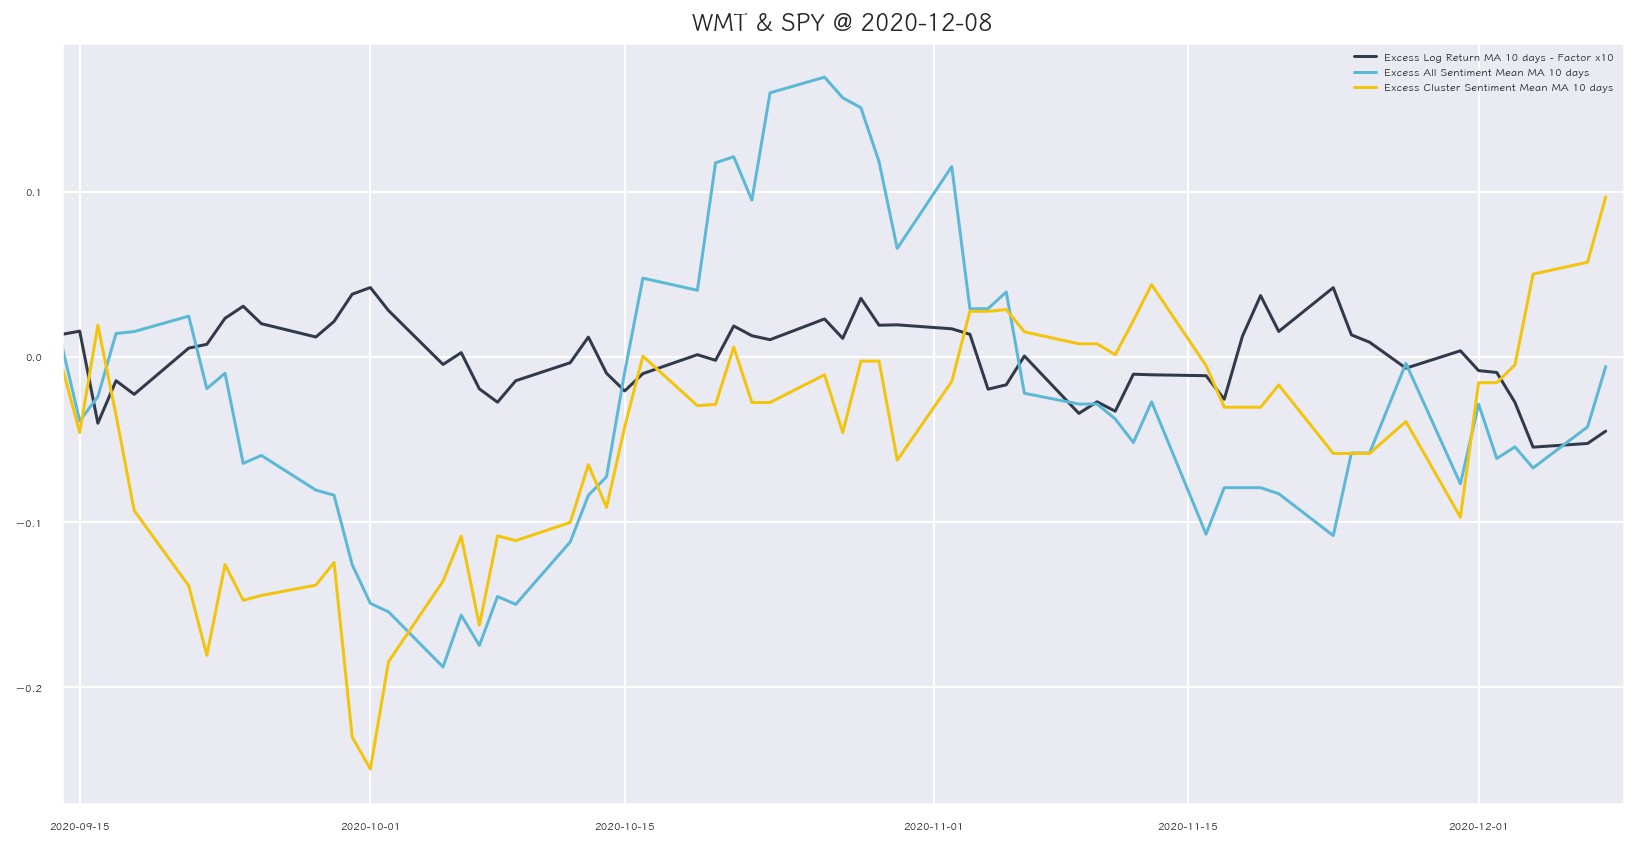 WMT & SPY @ 2020-12-08
Excess Log Return MA 10 days - Factor x10
Excess All Sentiment Mean MA 10 days
Excess Cluster Sentiment Mean MA 10 days
0.1
0.0
−0.1
−0.2
2020-09-15 2020-10-01 2020-10-15 2020-11-01 2020-11-15 2020-12-01